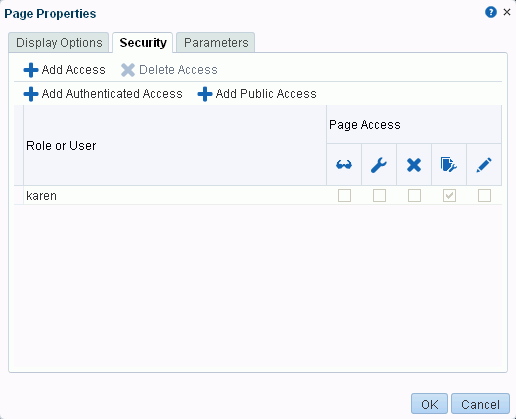 Page Properties
Display Options Security Parameters
Add Access Delete Access
Add Authenticated Access Add Public Access
Role or User
Page Access
karen
OK Cancel